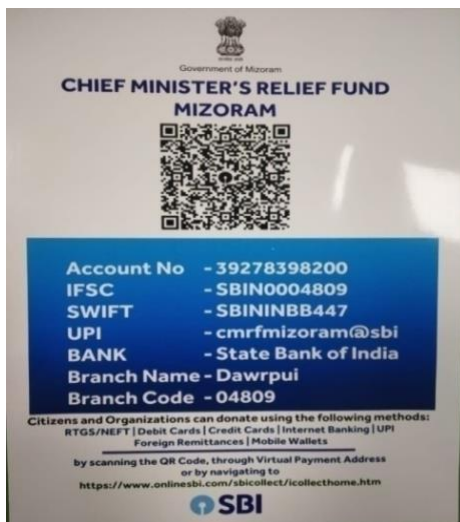 Government of Mizoram
CHIEF MINISTER'S RELIEF FUND
MIZORAM
Account No - 39278398200
IFSC - SBIN0004809
SWIFT - SBININBB447
UPI - cmrfmizoram@sbi
BANK - State Bank of India
Branch Name - Dawrpui
Branch Code - 04809
Citizens and Organizations can donate using the following methods:
RTGS/NEFT | Debit Cards | Credit Cards | Internet Banking | UPI
Foreign Remittances | Mobile Wallets
by scanning the QR Code, through Virtual Payment Address
or by navigating to
https://www.onlinesbi.com/sbicollect/icollecthome.htm
SBI